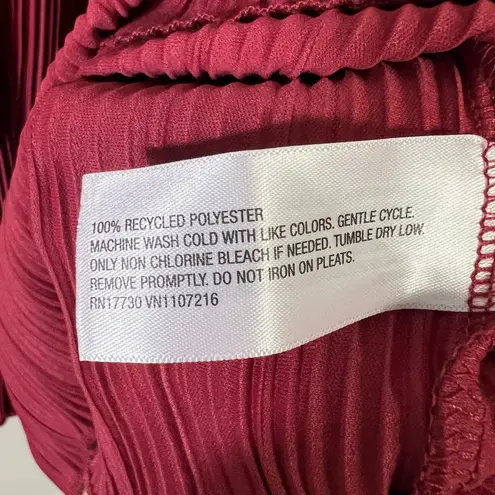 100% RECYCLED POLYESTER
MACHINE WASH COLD WITH LIKE COLORS. GENTLE CYCLE.
ONLY NON CHLORINE BLEACH IF NEEDED. TUMBLE DRY LOW.
REMOVE PROMPTLY. DO NOT IRON ON PLEATS.
RN17730 VN1107216